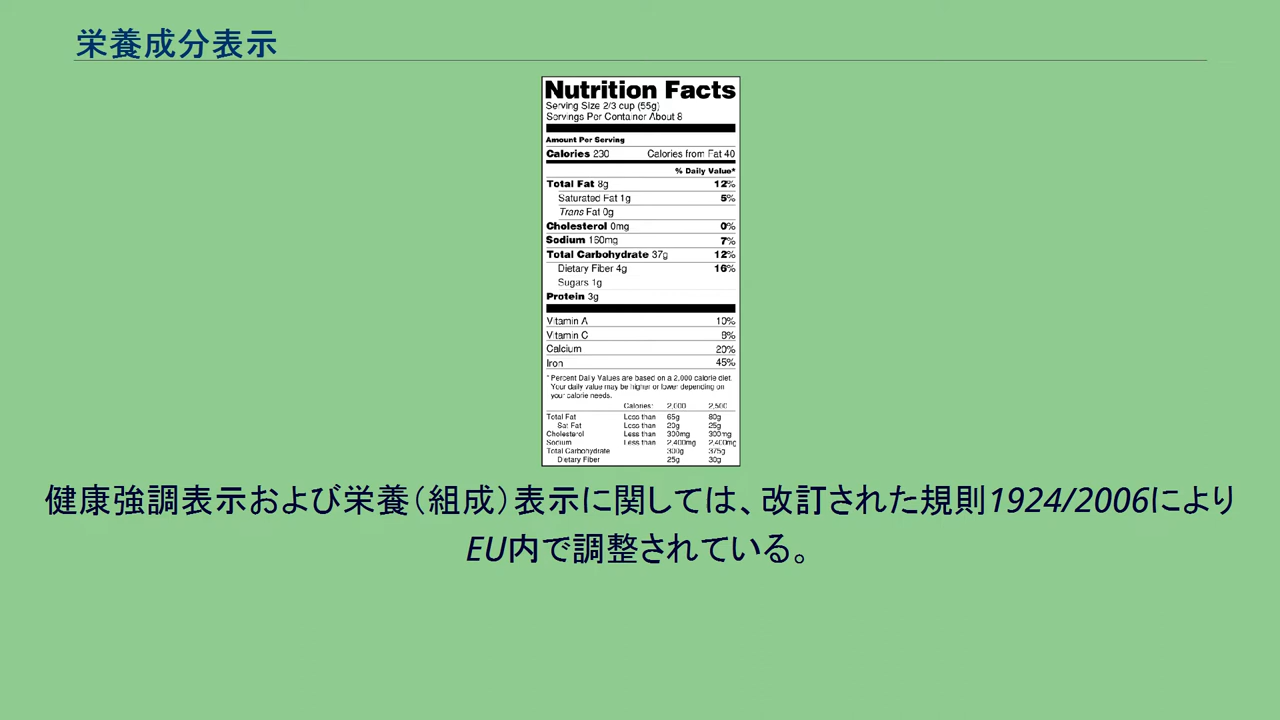 栄養成分表示
Nutrition Facts
Serving Size 2/3 cup (55g)
Servings Per Container About 8
Amount Per Serving
Calories 230 Calories from Fat 40
% Daily Value*
Total Fat 8g 12%
Saturated Fat 1g 5%
Trans Fat 0g
Cholesterol 0mg 0%
Sodium 160mg 7%
Total Carbohydrate 37g 12%
Dietary Fiber 4g 16%
Sugars 1g
Protein 3g
Vitamin A 10%
Vitamin C 8%
Calcium 20%
Iron 45%
* Percent Daily Values are based on a 2,000 calorie diet.
Your daily value may be higher or lower depending on
your calorie needs.
Calories: 2,000 2,500
Total Fat Less than 65g 80g
Sat Fat Less than 20g 25g
Cholesterol Less than 300mg 300mg
Sodium Less than 2,400mg 2,400mg
Total Carbohydrate 300g 375g
Dietary Fiber 25g 30g
健康強調表示および栄養（組成）表示に関しては、改訂された規則1924/2006により
EU内で調整されている。